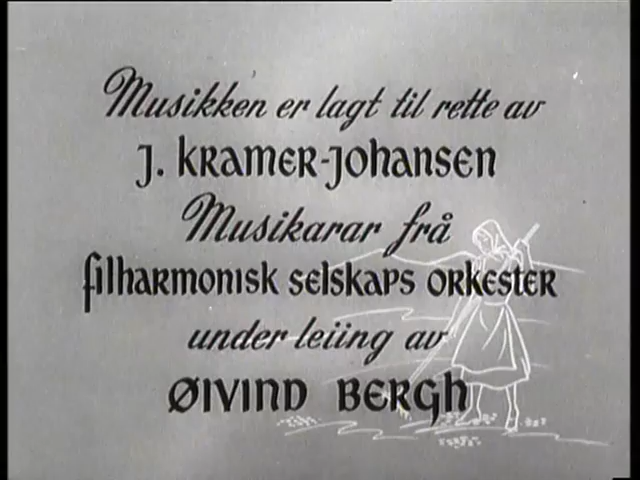 Musikken er lagt til rette av
J. KRAMER-JOHANSEN
Musikarar frå
filharmonisk selskaps orkester
under leiing av
ØIVIND BERGH